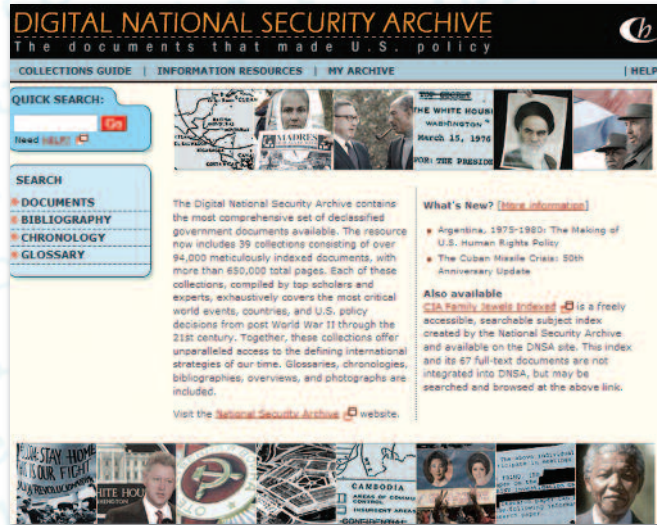 DIGITAL NATIONAL SECURITY ARCHIVE
The documents that made U.S. policy
COLLECTIONS GUIDE | INFORMATION RESOURCES | MY ARCHIVE | HELP
QUICK SEARCH:
Go
Need HELP?
SEARCH
DOCUMENTS
BIBLIOGRAPHY
CHRONOLOGY
GLOSSARY
MADRES
TOP SECRET
THE WHITE HOUSE
WASHINGTON
March 15, 1976
FOR: THE PRESIDE
The Digital National Security Archive contains
the most comprehensive set of declassified
government documents available. The resource
now includes 39 collections consisting of over
94,000 meticulously indexed documents, with
more than 650,000 total pages. Each of these
collections, compiled by top scholars and
experts, exhaustively covers the most critical
world events, countries, and U.S. policy
decisions from post World War II through the
21st century. Together, these collections offer
unparalleled access to the defining international
strategies of our time. Glossaries, chronologies,
bibliographies, overviews, and photographs are
included.
Visit the National Security Archive website.
What's New? [More information]
Argentina, 1975-1980: The Making of
U.S. Human Rights Policy
The Cuban Missile Crisis: 50th
Anniversary Update
Also available
CIA Family Jewels Indexed is a freely
accessible, searchable subject index
created by the National Security Archive
and available on the DNSA site. This index
and its 67 full-text documents are not
integrated into DNSA, but may be
searched and browsed at the above link.
STAY HOME
IS OUR FIGHT
HITE HOU
CAMBODIA
AREAS OF COMMU
CONTROL
INSURGENT AREAS
CONFIDENTIAL